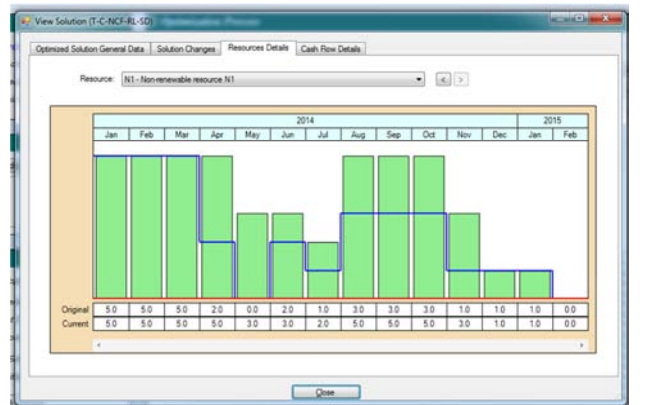 View Solution (T-C-NCF-RL-SD)
Optimized Solution General Data Solution Changes Resources Details Cash Flow Details
Resource: N1 - Non-renewable resource N1 < >
2014 2015
Jan Feb Mar Apr May Jun Jul Aug Sep Oct Nov Dec Jan Feb
Original 5.0 5.0 5.0 2.0 0.0 2.0 1.0 3.0 3.0 3.0 1.0 1.0 1.0 0.0
Current 5.0 5.0 5.0 5.0 3.0 3.0 2.0 5.0 5.0 5.0 3.0 1.0 1.0 0.0
Close